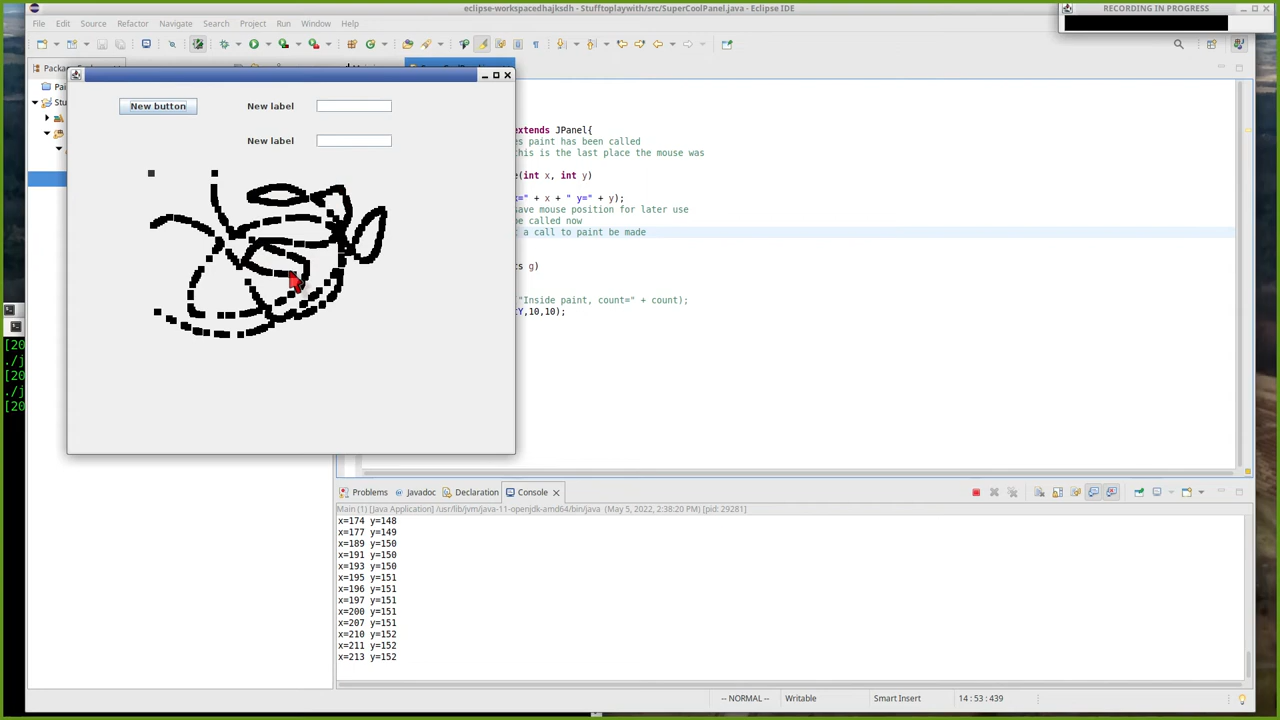 eclipse-workspacedhajksdh - Stufftoplaywith/src/SuperCoolPanel.java - Eclipse IDE
RECORDING IN PROGRESS
File Edit Source Refactor Navigate Search Project Run Window Help
New button
New label
New label
extends JPanel{
es paint has been called
this is the last place the mouse was
e(int x, int y)
x=" + x + " y=" + y);
save mouse position for later use
be called now
t a call to paint be made
s g)
"Inside paint, count=" + count);
Y,10,10);
[20
./j
[20
./j
[20
Problems Javadoc Declaration Console
Main (1) [Java Application] /usr/lib/jvm/java-11-openjdk-amd64/bin/java (May 5, 2022, 2:38:20 PM) [pid: 29281]
x=174 y=148
x=177 y=149
x=189 y=150
x=191 y=150
x=193 y=150
x=195 y=151
x=196 y=151
x=197 y=151
x=200 y=151
x=207 y=151
x=210 y=152
x=211 y=152
x=213 y=152
-- NORMAL -- Writable Smart Insert 14 : 53 : 439